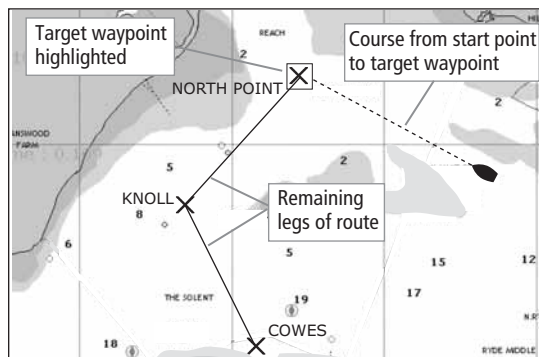 Target waypoint
highlighted
REACH
Course from start point
to target waypoint
2
NORTH POINT
FARM
5
2
KNOLL
8
Remaining
legs of route
6
5
15
12
THE SOLENT
19
17
COWES
18
RYDE MIDDLE